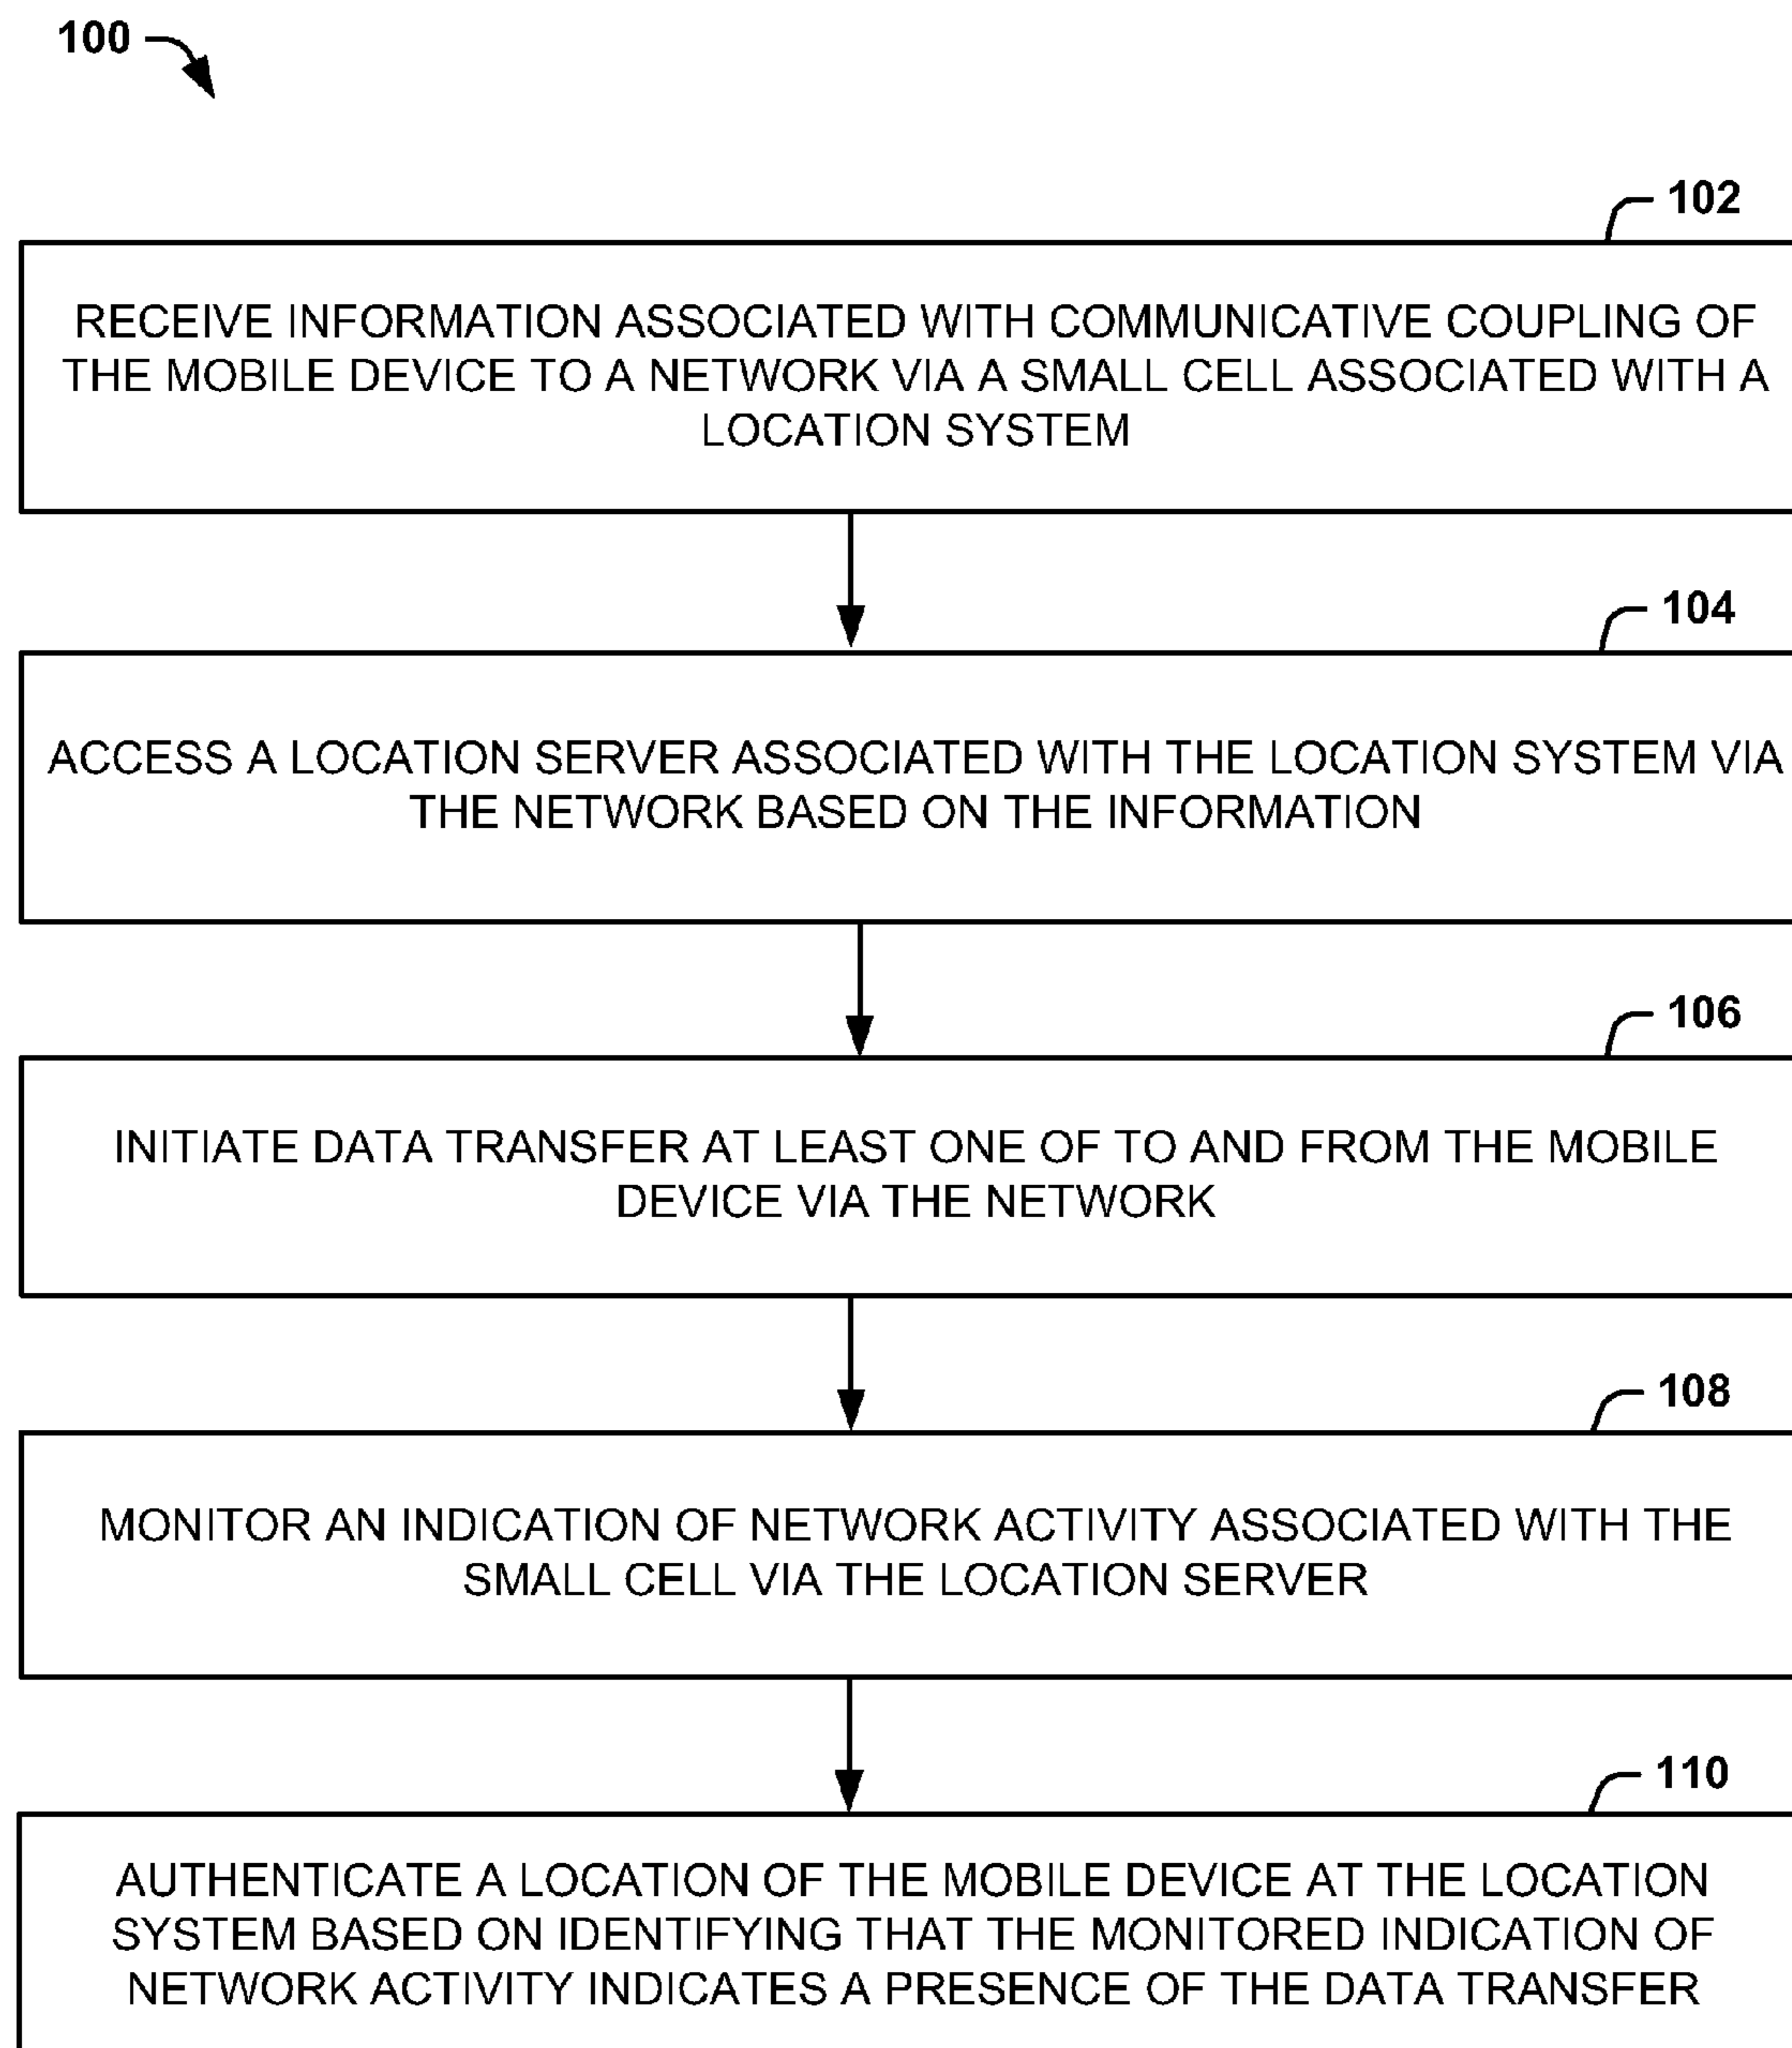 100
102
RECEIVE INFORMATION ASSOCIATED WITH COMMUNICATIVE COUPLING OF
THE MOBILE DEVICE TO A NETWORK VIA A SMALL CELL ASSOCIATED WITH A
LOCATION SYSTEM
104
ACCESS A LOCATION SERVER ASSOCIATED WITH THE LOCATION SYSTEM VIA
THE NETWORK BASED ON THE INFORMATION
106
INITIATE DATA TRANSFER AT LEAST ONE OF TO AND FROM THE MOBILE
DEVICE VIA THE NETWORK
108
MONITOR AN INDICATION OF NETWORK ACTIVITY ASSOCIATED WITH THE
SMALL CELL VIA THE LOCATION SERVER
110
AUTHENTICATE A LOCATION OF THE MOBILE DEVICE AT THE LOCATION
SYSTEM BASED ON IDENTIFYING THAT THE MONITORED INDICATION OF
NETWORK ACTIVITY INDICATES A PRESENCE OF THE DATA TRANSFER